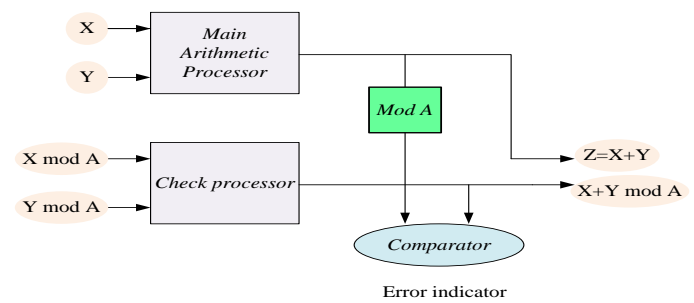 X
Y
Main
Arithmetic
Processor
Mod A
X mod A
Y mod A
Check processor
Z=X+Y
X+Y mod A
Comparator
Error indicator